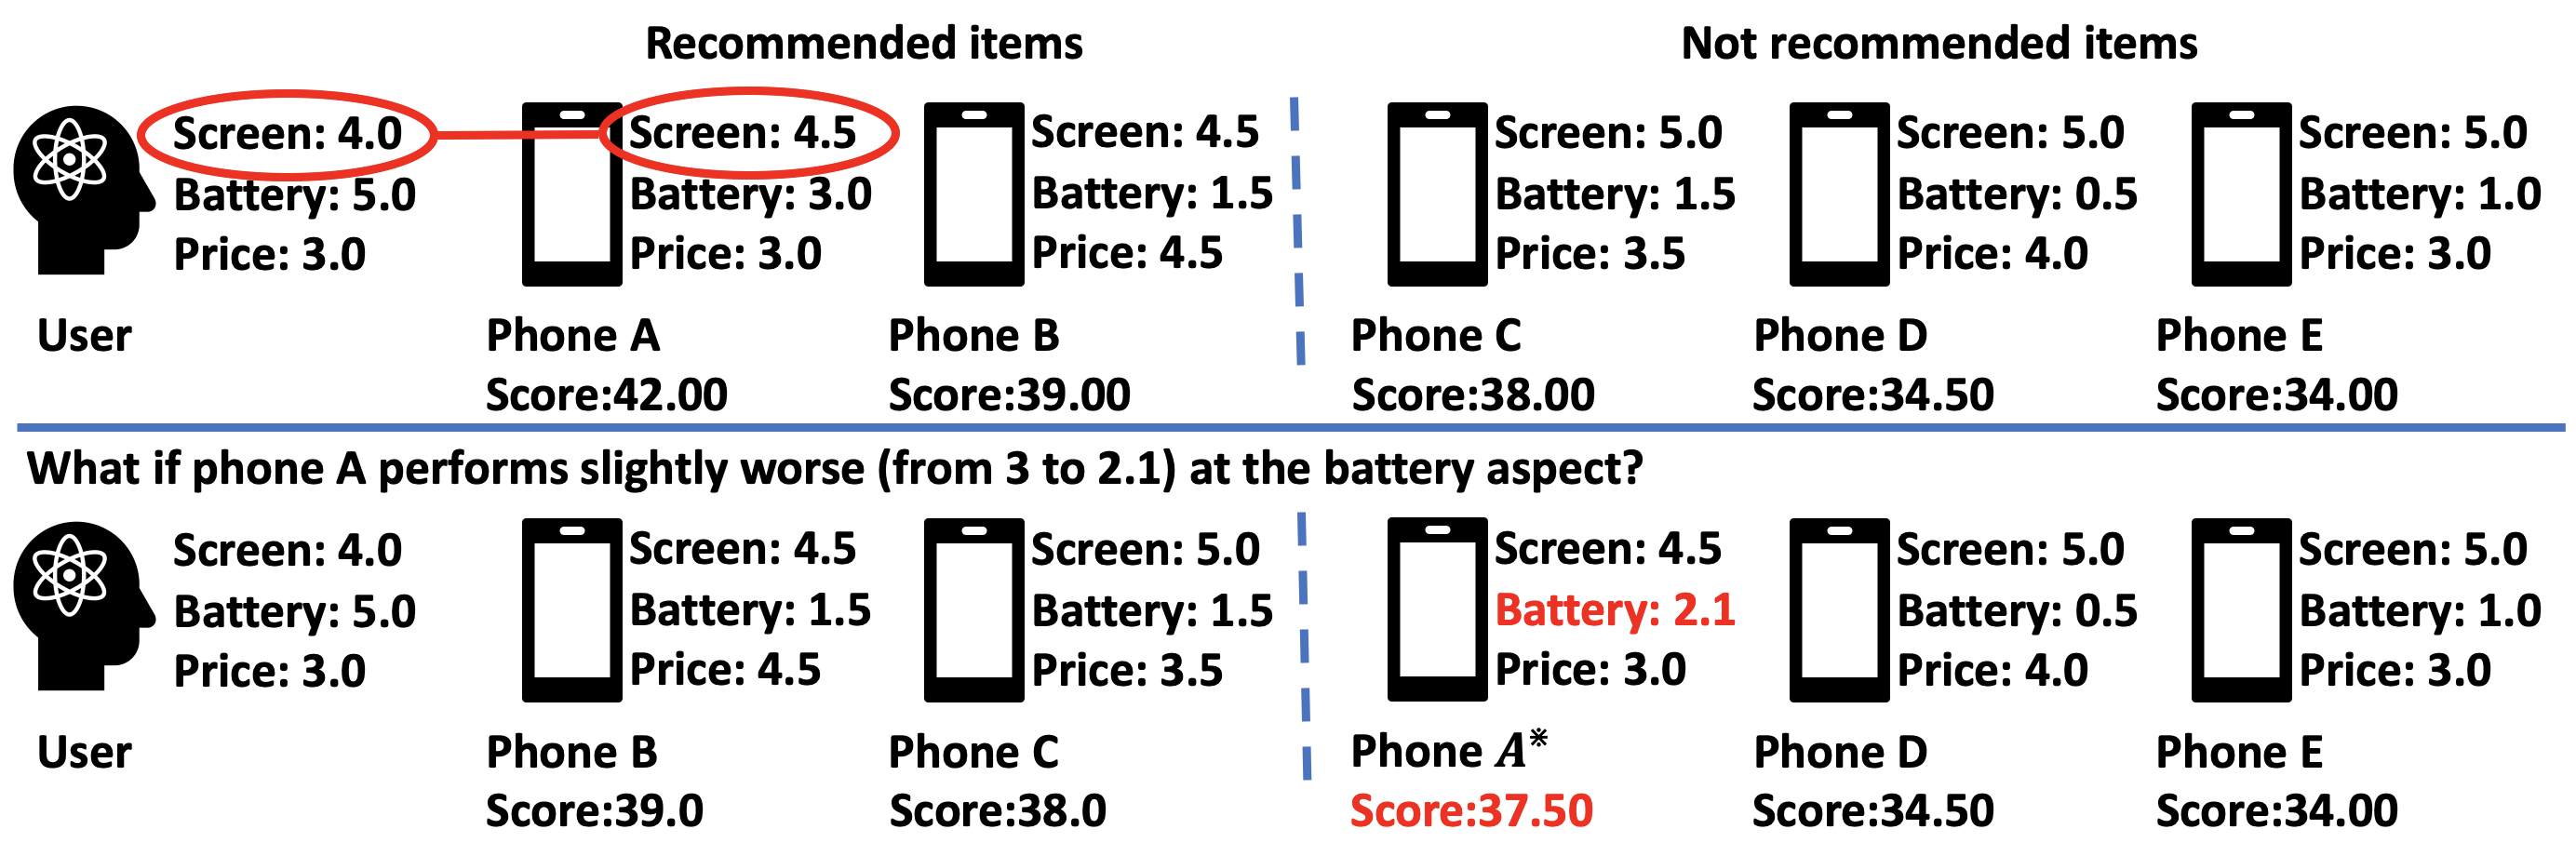 Recommended items
Not recommended items
Screen: 4.0
Battery: 5.0
Price: 3.0
User
Screen: 4.5
Battery: 3.0
Price: 3.0
Phone A
Score:42.00
Screen: 4.5
Battery: 1.5
Price: 4.5
Phone B
Score:39.00
Screen: 5.0
Battery: 1.5
Price: 3.5
Phone C
Score:38.00
Screen: 5.0
Battery: 0.5
Price: 4.0
Phone D
Score:34.50
Screen: 5.0
Battery: 1.0
Price: 3.0
Phone E
Score:34.00
What if phone A performs slightly worse (from 3 to 2.1) at the battery aspect?
Screen: 4.0
Battery: 5.0
Price: 3.0
User
Screen: 4.5
Battery: 1.5
Price: 4.5
Phone B
Score:39.0
Screen: 5.0
Battery: 1.5
Price: 3.5
Phone C
Score:38.0
Screen: 4.5
Battery: 2.1
Price: 3.0
Phone A※
Score:37.50
Screen: 5.0
Battery: 0.5
Price: 4.0
Phone D
Score:34.50
Screen: 5.0
Battery: 1.0
Price: 3.0
Phone E
Score:34.00